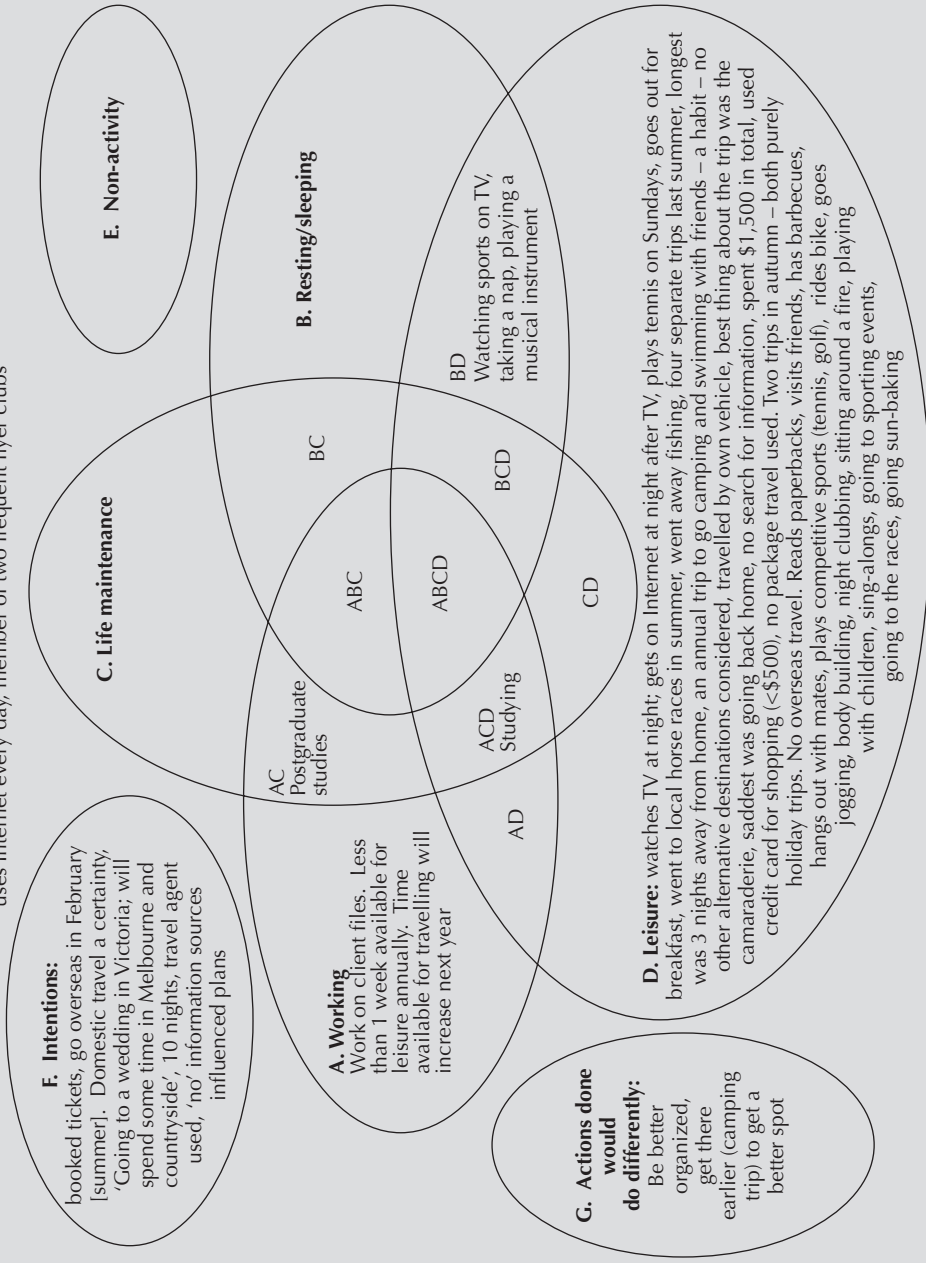 uses Internet every day, member of two frequent flyer clubs
F. Intentions:
booked tickets, go overseas in February
[summer]. Domestic travel a certainty,
‘Going to a wedding in Victoria; will
spend some time in Melbourne and
countryside’, 10 nights, travel agent
used, ‘no’ information sources
influenced plans
C. Life maintenance
E. Non-activity
B. Resting/sleeping
AC
Postgraduate
studies
BC
ABC
A. Working
Work on client files. Less
than 1 week available for
leisure annually. Time
available for travelling will
increase next year
ABCD
BCD
BD
Watching sports on TV,
taking a nap, playing a
musical instrument
ACD
Studying
AD
CD
G. Actions done
would
do differently:
Be better
organized,
get there
earlier (camping
trip) to get a
better spot
D. Leisure: watches TV at night; gets on Internet at night after TV, plays tennis on Sundays, goes out for
breakfast, went to local horse races in summer, went away fishing, four separate trips last summer, longest
was 3 nights away from home, an annual trip to go camping and swimming with friends – a habit – no
other alternative destinations considered, travelled by own vehicle, best thing about the trip was the
camaraderie, saddest was going back home, no search for information, spent $1,500 in total, used
credit card for shopping (<$500), no package travel used. Two trips in autumn – both purely
holiday trips. No overseas travel. Reads paperbacks, visits friends, has barbecues,
hangs out with mates, plays competitive sports (tennis, golf), rides bike, goes
jogging, body building, night clubbing, sitting around a fire, playing
with children, sing-alongs, going to sporting events,
going to the races, going sun-baking